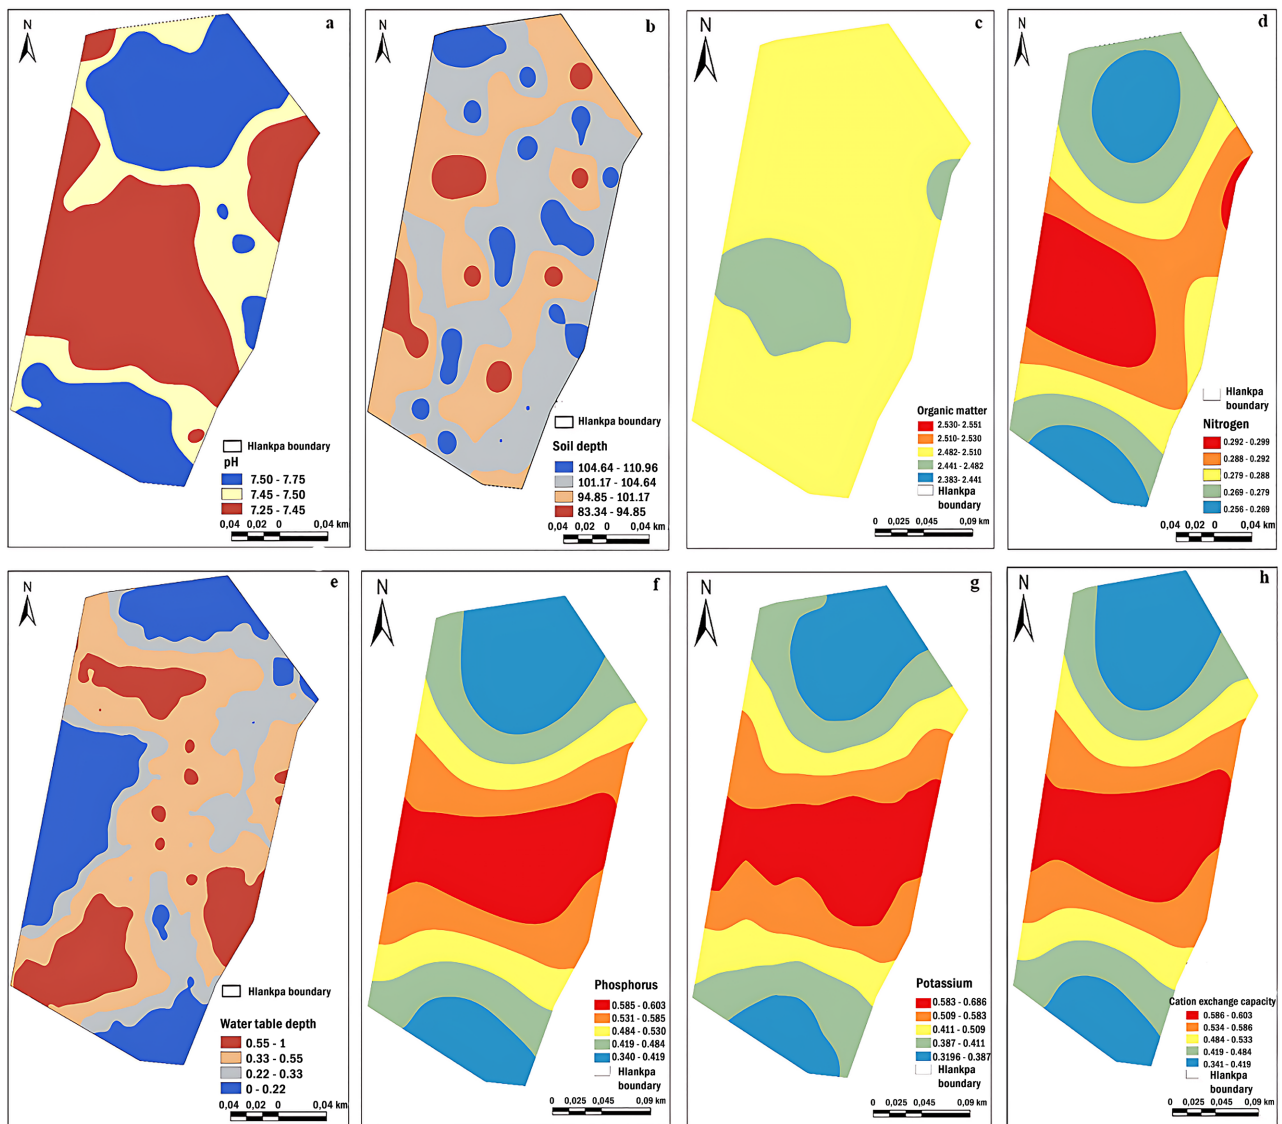 N
a
Hlankpa boundary
pH
7.50 - 7.75
7.45 - 7.50
7.25 - 7.45
0,04 0,02 0 0,04 km
N
b
Hlankpa boundary
Soil depth
104.64 - 110.96
101.17 - 104.64
94.85 - 101.17
83.34 - 94.85
0,04 0,02 0 0,04 km
N
c
Organic matter
2.530- 2.551
2.510- 2.530
2.482- 2.510
2.441- 2.482
2.383- 2.441
Hlankpa
boundary
0 0,025 0,045 0,09 km
N
d
Hlankpa
boundary
Nitrogen
0.292 - 0.299
0.288 - 0.292
0.279 - 0.288
0.269 - 0.279
0.256 - 0.269
0,04 0,02 0 0,04 km
N
e
Hlankpa boundary
Water table depth
0.55 - 1
0.33 - 0.55
0.22 - 0.33
0 - 0.22
0,04 0,02 0 0,04 km
N
f
Phosphorus
0.585 - 0.603
0.531 - 0.585
0.484 - 0.530
0.419 - 0.484
0.340 - 0.419
Hlankpa
boundary
0 0,025 0,045 0,09 km
N
g
Potassium
0.583 - 0.686
0.509 - 0.583
0.411 - 0.509
0.387 - 0.411
0.3196 - 0.387
Hlankpa
boundary
0 0,025 0,045 0,09 km
N
h
Cation exchange capacity
0.586 - 0.603
0.534 - 0.586
0.484 - 0.533
0.419 - 0.484
0.341 - 0.419
Hlankpa
boundary
0 0,025 0,045 0,09 km